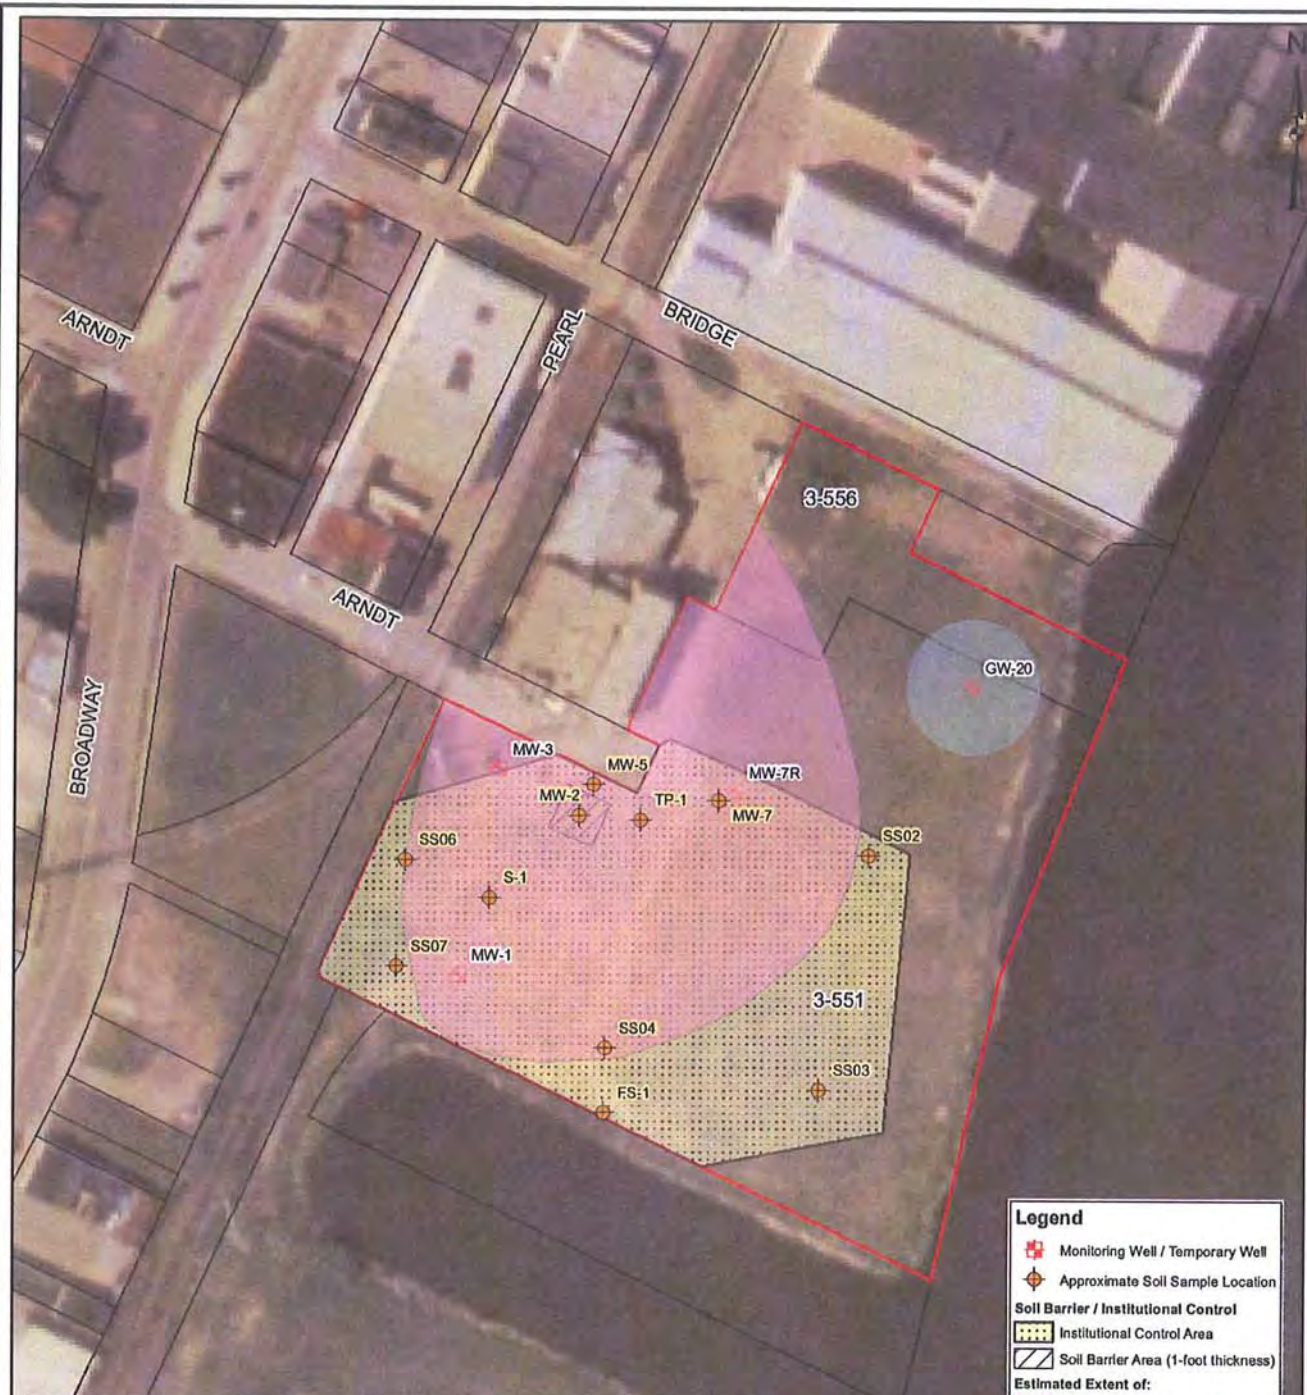 N
ARNDT
PEARL
BRIDGE
3-556
ARNDT
GW-20
BROADWAY
MW-3
MW-5
MW-7R
MW-2
TP-1
MW-7
SS06
SS02
S-1
SS07
MW-1
3-551
SS04
SS03
FS-1
Legend
Monitoring Well / Temporary Well
Approximate Soil Sample Location
Soil Barrier / Institutional Control
Institutional Control Area
Soil Barrier Area (1-foot thickness)
Estimated Extent of: